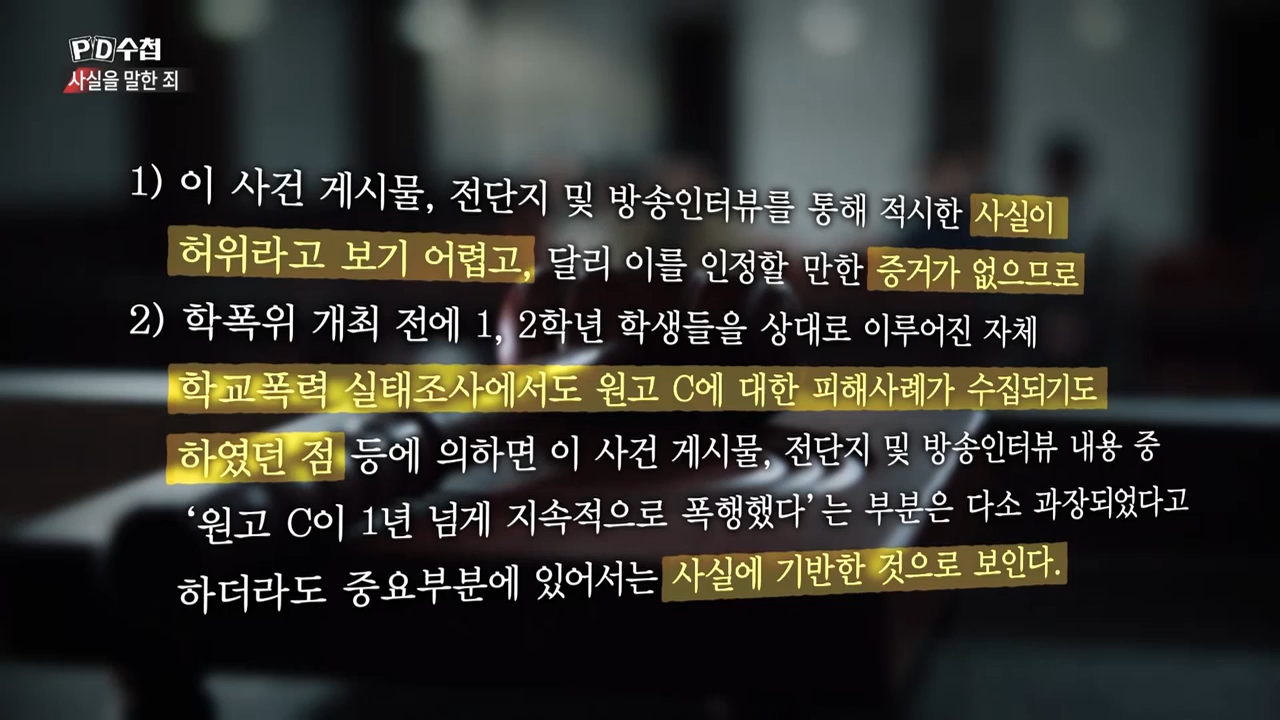 PD수첩
사실을 말한 죄
1) 이 사건 게시물, 전단지 및 방송인터뷰를 통해 적시한 사실이
허위라고 보기 어렵고, 달리 이를 인정할 만한 증거가 없으므로
2) 학폭위 개최 전에 1, 2학년 학생들을 상대로 이루어진 자체
학교폭력 실태조사에서도 원고 C에 대한 피해사례가 수집되기도
하였던 점 등에 의하면 이 사건 게시물, 전단지 및 방송인터뷰 내용 중
‘원고 C이 1년 넘게 지속적으로 폭행했다’는 부분은 다소 과장되었다고
하더라도 중요부분에 있어서는 사실에 기반한 것으로 보인다.